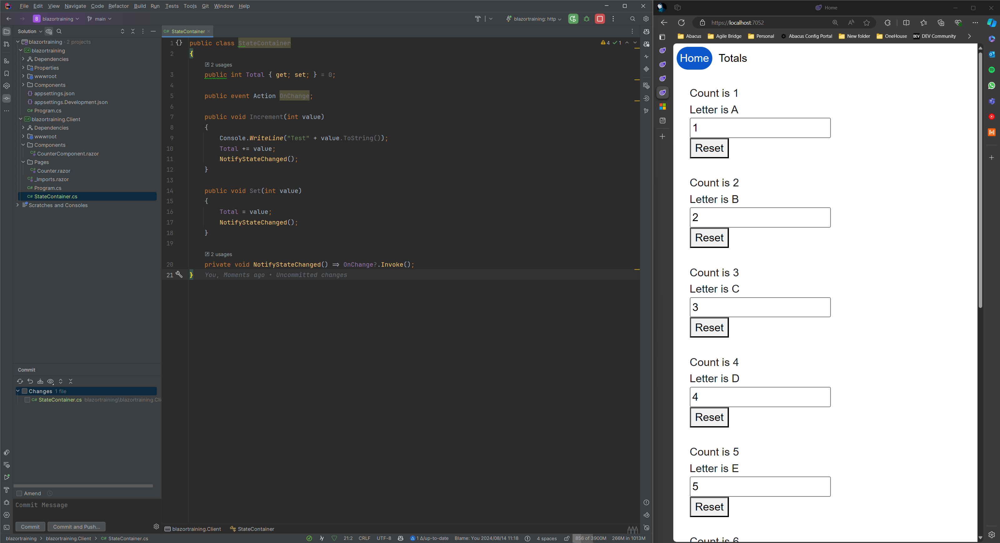 File Edit View Navigate Code Refactor Build Run Tests Tools Git Window Help
B blazortraining main
blazortraining: http
Solution
blazortraining · 2 projects
blazortraining
Dependencies
Properties
wwwroot
Components
appsettings.json
appsettings.Development.json
C# Program.cs
blazortraining.Client
Dependencies
wwwroot
Components
CounterComponent.razor
Pages
Counter.razor
_Imports.razor
C# Program.cs
C# StateContainer.cs
Scratches and Consoles
Commit
Changes 1 file
C# StateContainer.cs blazortraining\blazortraining.Cli
Amend
Commit Message
Commit
Commit and Push...
C# StateContainer
4 1
1 {} public class StateContainer
2 {
2 usages
3 public int Total { get; set; } = 0;
4
5 public event Action OnChange;
6
7 public void Increment(int value)
8 {
9 Console.WriteLine("Test" + value.ToString());
10 Total += value;
11 NotifyStateChanged();
12 }
13
14 public void Set(int value)
15 {
16 Total = value;
17 NotifyStateChanged();
18 }
19
2 usages
20 private void NotifyStateChanged() => OnChange?.Invoke();
21 } You, Moments ago • Uncommitted changes
blazortraining.Client StateContainer
blazortraining > blazortraining.Client > C# StateContainer.cs
21:2 CRLF UTF-8 1 Δ/up-to-date Blame: You 2024/08/14 11:18 4 spaces 856 of 3900M 266M in 1013M
Home
https://localhost:7052
Abacus Agile Bridge Personal Abacus Config Portal New folder OneHouse DEV DEV Community
Home Totals
Count is 1
Letter is A
1
Reset
Count is 2
Letter is B
2
Reset
Count is 3
Letter is C
3
Reset
Count is 4
Letter is D
4
Reset
Count is 5
Letter is E
5
Reset
Count is 6